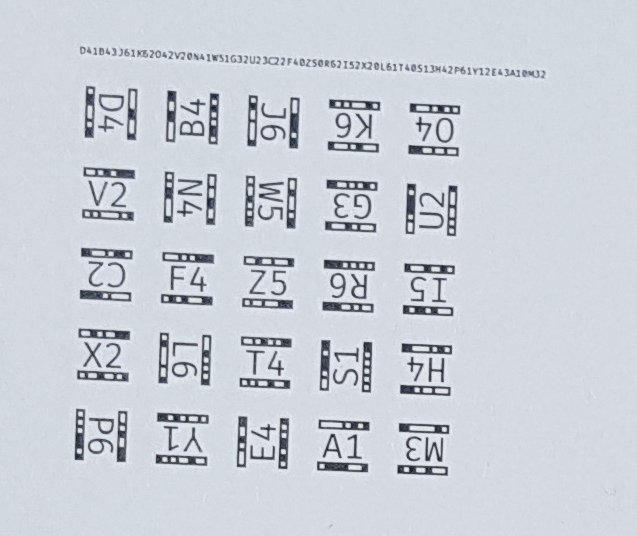 D41B43J61K62O42V20N41W51G32U23C22F40Z50R62I52X20L61T40S13H42P61Y12E43A10M32
D4 B4 J6 K6 O4
V2 N4 W5 G3 U2
C2 F4 Z5 R6 I5
X2 L6 T4 S1 H4
P6 Y1 E4 A1 M3